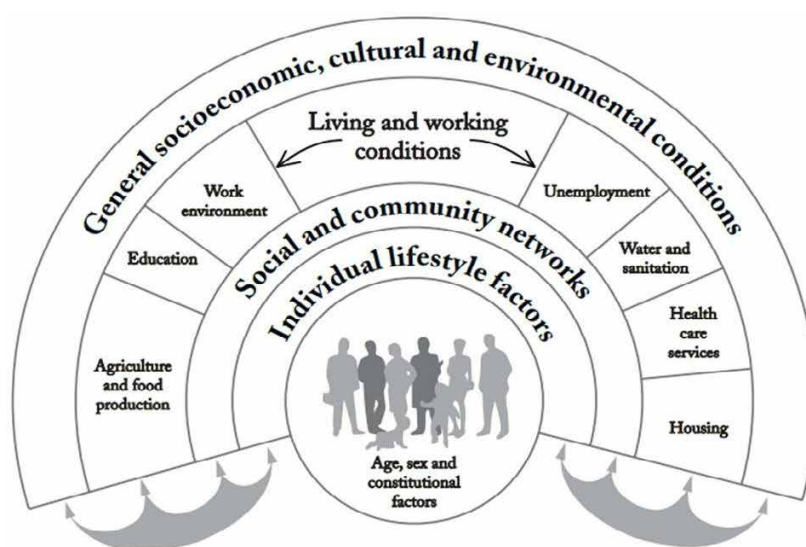 General socioeconomic, cultural and environmental conditions
Living and working
conditions
Work
environment
Unemployment
Education
Water and
sanitation
Agriculture
and food
production
Health
care
services
Housing
Social and community networks
Individual lifestyle factors
Age, sex and
constitutional
factors